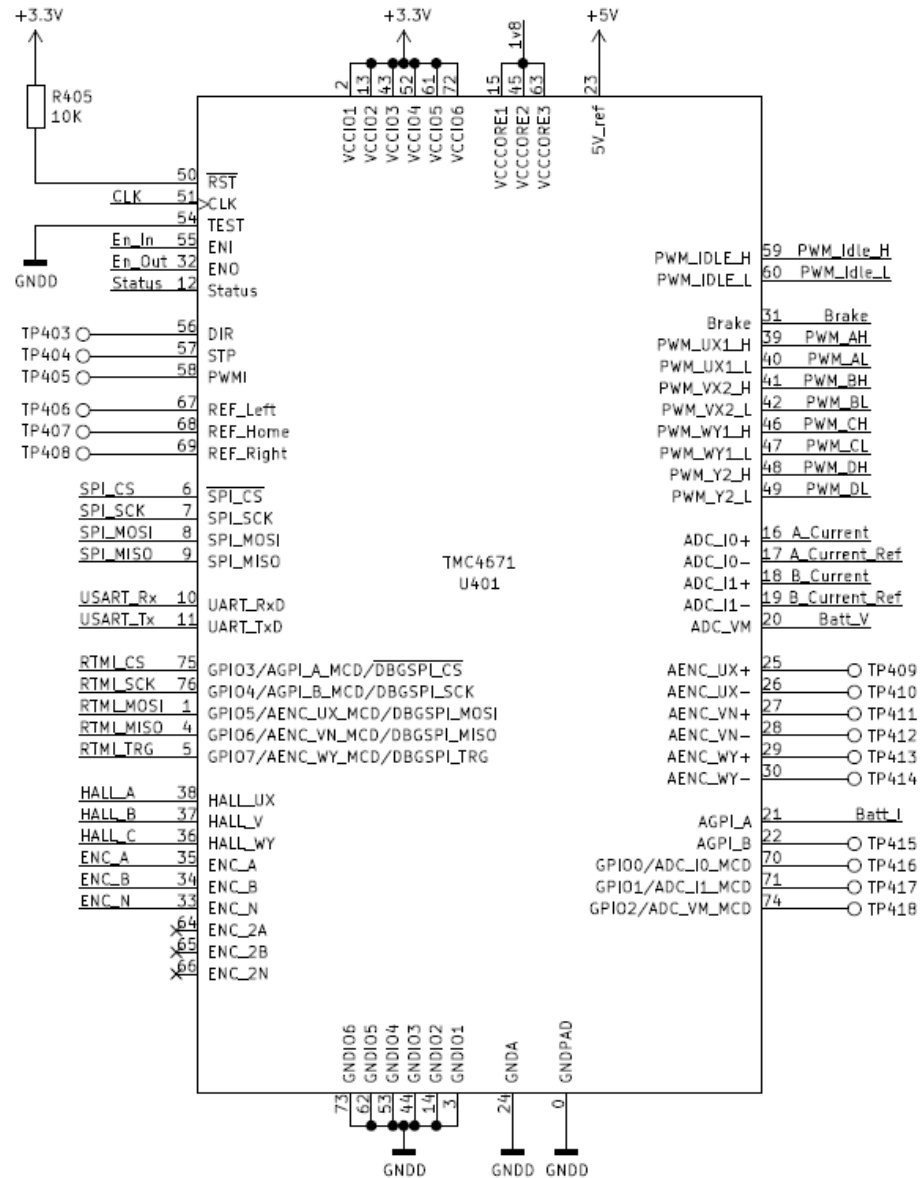 +3.3V
+3.3V
1v8
+5V
R405
10K
2 13 43 52 61 72
15 45 63
23
VCCIO1 VCCIO2 VCCIO3 VCCIO4 VCCIO5 VCCIO6
VCCCORE1 VCCCORE2 VCCCORE3
5V_ref
50 RST
CLK 51 CLK
54 TEST
GNDD
En_In 55 ENI
En_Out 32 ENO
Status 12 Status
TP403 56 DIR
TP404 57 STP
TP405 58 PWMI
TP406 67 REF_Left
TP407 68 REF_Home
TP408 69 REF_Right
SPI_CS 6 SPI_CS
SPI_SCK 7 SPI_SCK
SPI_MOSI 8 SPI_MOSI
SPI_MISO 9 SPI_MISO
USART_Rx 10 UART_RxD
USART_Tx 11 UART_TxD
RTMI_CS 75 GPIO3/AGPI_A_MCD/DBGSPI_CS
RTMI_SCK 76 GPIO4/AGPI_B_MCD/DBGSPI_SCK
RTMI_MOSI 1 GPIO5/AENC_UX_MCD/DBGSPI_MOSI
RTMI_MISO 4 GPIO6/AENC_VN_MCD/DBGSPI_MISO
RTMI_TRG 5 GPIO7/AENC_WY_MCD/DBGSPI_TRG
HALL_A 38 HALL_UX
HALL_B 37 HALL_V
HALL_C 36 HALL_WY
ENC_A 35 ENC_A
ENC_B 34 ENC_B
ENC_N 33 ENC_N
64 ENC_2A
65 ENC_2B
66 ENC_2N
TMC4671
U401
PWM_IDLE_H 59 PWM_Idle_H
PWM_IDLE_L 60 PWM_Idle_L
Brake 31 Brake
PWM_UX1_H 39 PWM_AH
PWM_UX1_L 40 PWM_AL
PWM_VX2_H 41 PWM_BH
PWM_VX2_L 42 PWM_BL
PWM_WY1_H 46 PWM_CH
PWM_WY1_L 47 PWM_CL
PWM_Y2_H 48 PWM_DH
PWM_Y2_L 49 PWM_DL
ADC_I0+ 16 A_Current
ADC_I0- 17 A_Current_Ref
ADC_I1+ 18 B_Current
ADC_I1- 19 B_Current_Ref
ADC_VM 20 Batt_V
AENC_UX+ 25 TP409
AENC_UX- 26 TP410
AENC_VN+ 27 TP411
AENC_VN- 28 TP412
AENC_WY+ 29 TP413
AENC_WY- 30 TP414
AGPI_A 21 Batt_I
AGPI_B 22 TP415
GPIO0/ADC_I0_MCD 70 TP416
GPIO1/ADC_I1_MCD 71 TP417
GPIO2/ADC_VM_MCD 74 TP418
GNDIO6 GNDIO5 GNDIO4 GNDIO3 GNDIO2 GNDIO1
GNDA
GNDPAD
73 62 53 44 14 3
24
0
GNDD
GNDD
GNDD